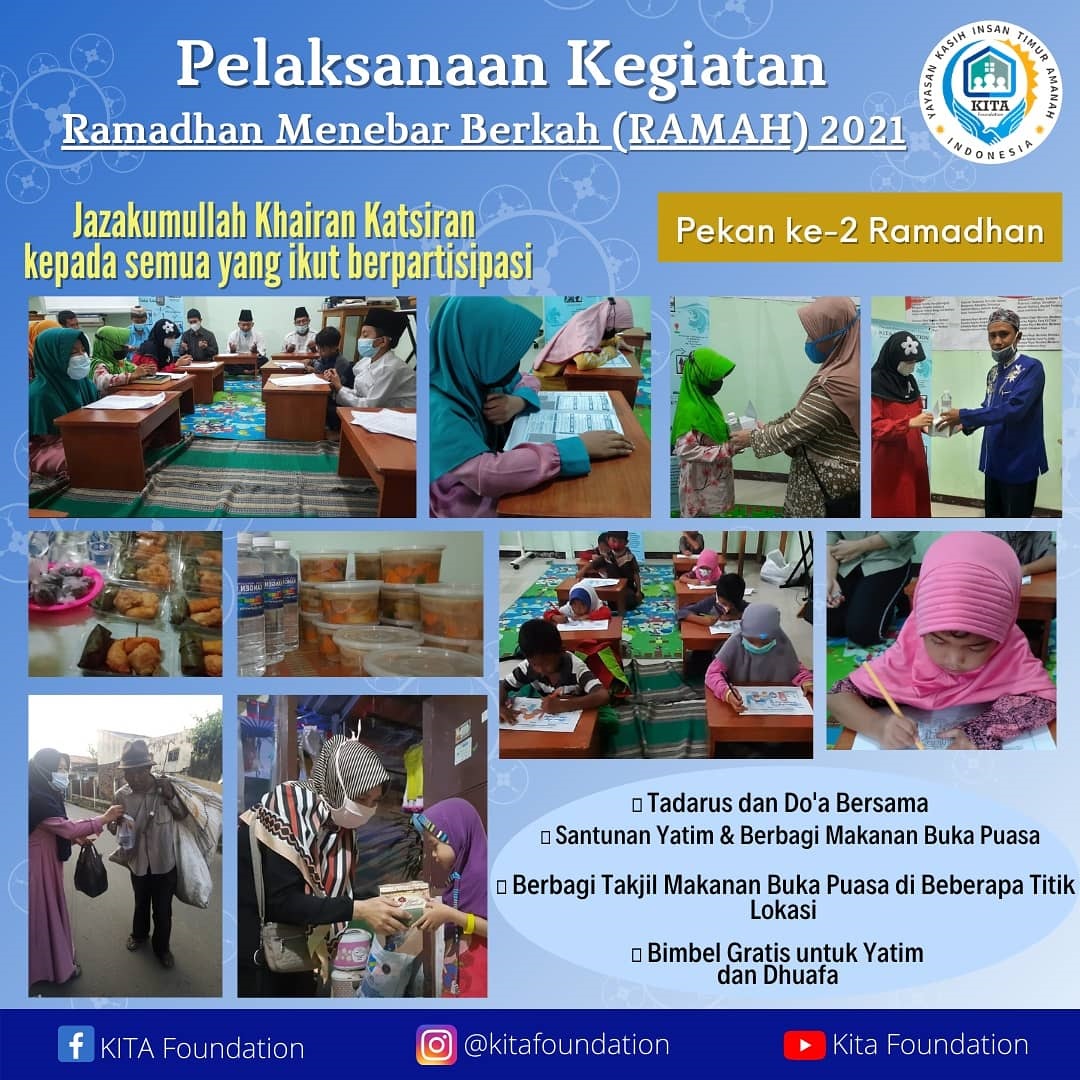 Pelaksanaan Kegiatan
Ramadhan Menebar Berkah (RAMAH) 2021
YAYASAN KASIH INSAN TIMUR AMANAH
KITA
Foundation
INDONESIA
Jazakumullah Khairan Katsiran
kepada semua yang ikut berpartisipasi
Pekan ke-2 Ramadhan
Tadarus dan Do'a Bersama
Santunan Yatim & Berbagi Makanan Buka Puasa
Berbagi Takjil Makanan Buka Puasa di Beberapa Titik
Lokasi
Bimbel Gratis untuk Yatim
dan Dhuafa
KITA Foundation
@kitafoundation
Kita Foundation